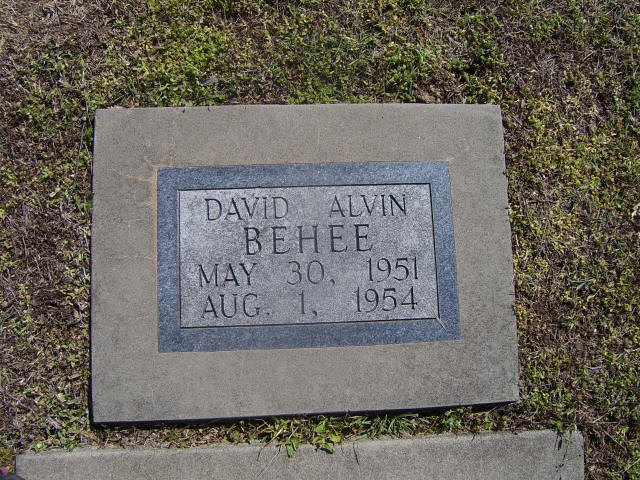 DAVID ALVIN
BEHEE
MAY 30, 1951
AUG. 1, 1954